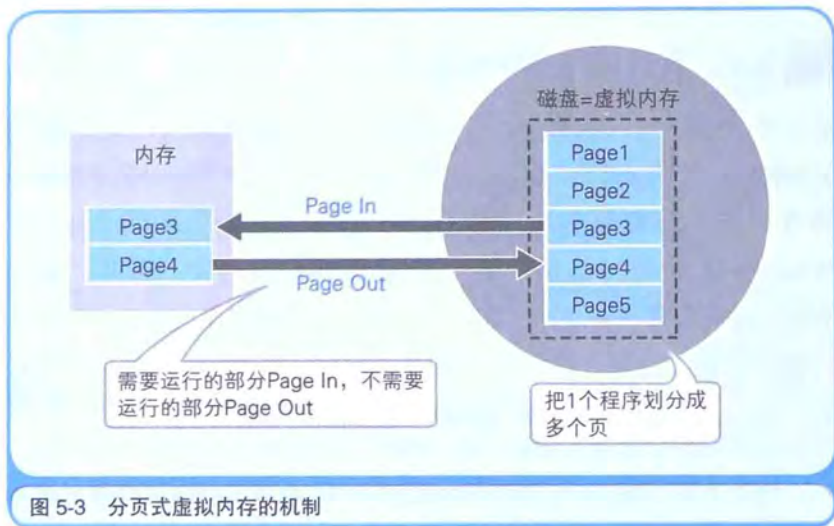 磁盘=虚拟内存
内存
Page1
Page2
Page3
Page4
Page5
Page In
Page3
Page4
Page Out
需要运行的部分Page In，不需要
运行的部分Page Out
把1个程序划分成
多个页
图 5-3 分页式虚拟内存的机制